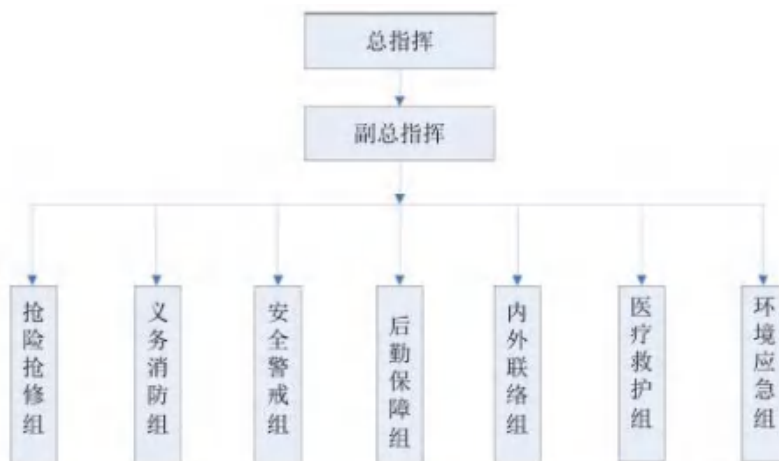 总指挥
副总指挥
抢险抢修组
义务消防组
安全警戒组
后勤保障组
内外联络组
医疗救护组
环境应急组